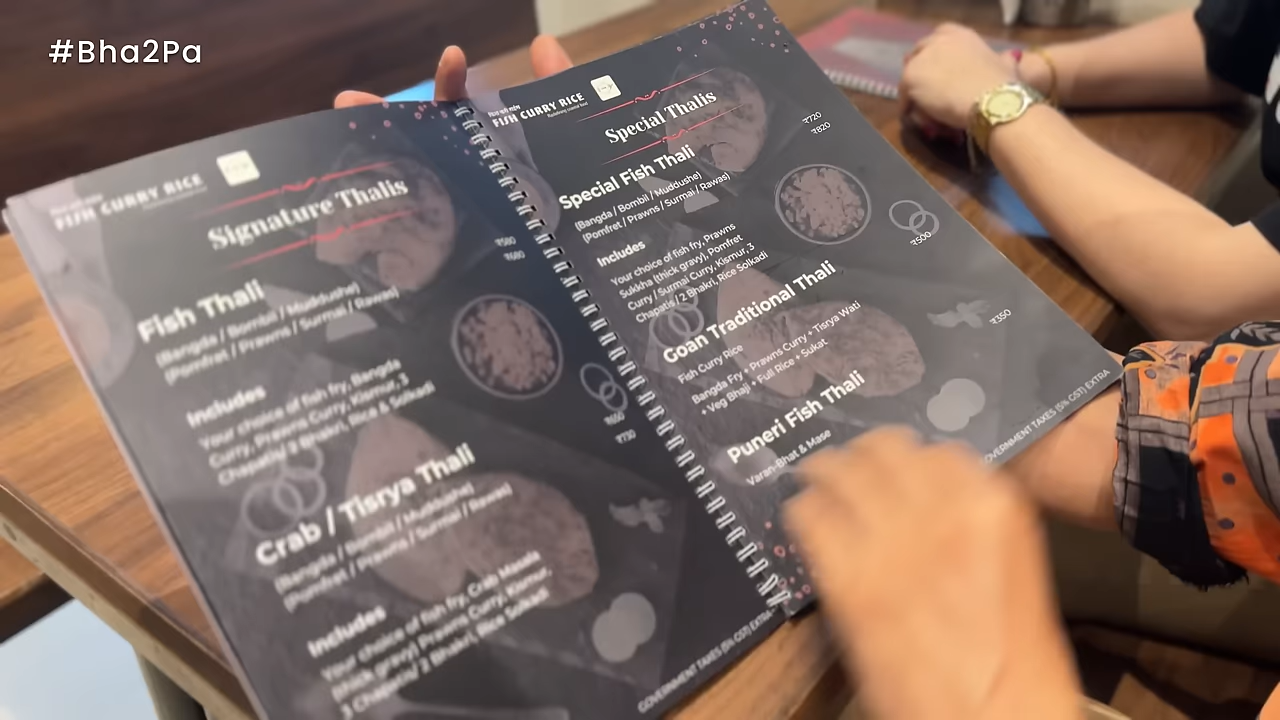 #Bha2Pa
FISH CURRY RICE
Signature Thalis
Fish Thali
(Bangda / Bombil / Muddushe)
(Pomfret / Prawns / Surmai / Rawas)
₹580
₹680
Includes
Your choice of fish fry, Bangda
Curry, Prawns Curry, Kismur, 3
Chapatis/ 2 Bhakri, Rice & Solkadi
Crab / Tisrya Thali
(Bangda / Bombil / Muddushe)
(Pomfret / Prawns / Surmai / Rawas)
Includes
Your choice of fish fry, Crab Masala
(thick gravy) Prawns Curry, Kismur,
3 Chapatis/ 2 Bhakri, Rice Solkadi
GOVERNMENT TAXES (5% GST) EXTRA
FISH CURRY RICE
Special Thalis
Special Fish Thali
₹720
₹820
(Bangda / Bombil / Muddushe)
(Pomfret / Prawns / Surmai / Rawas)
Includes
Your choice of fish fry, Prawns
Sukkha (thick gravy), Pomfret
Curry / Surmai Curry, Kismur, 3
Chapatis / 2 Bhakri, Rice Solkadi
Goan Traditional Thali
₹500
Fish Curry Rice
Bangda Fry + Prawns Curry + Tisrya Wati
+ Veg Bhaji + Full Rice + Sukat
Puneri Fish Thali
₹350
Varan-Bhat & Mase
GOVERNMENT TAXES (5% GST) EXTRA